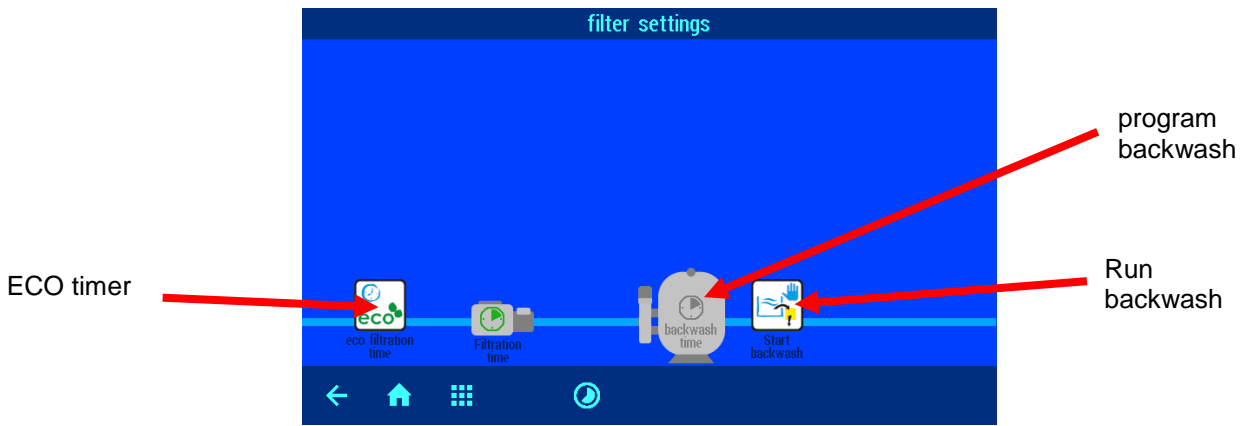 filter settings
program
backwash
ECO timer
Run
backwash
eco
eco filtration
time
Filtration
time
backwash
time
Start
backwash